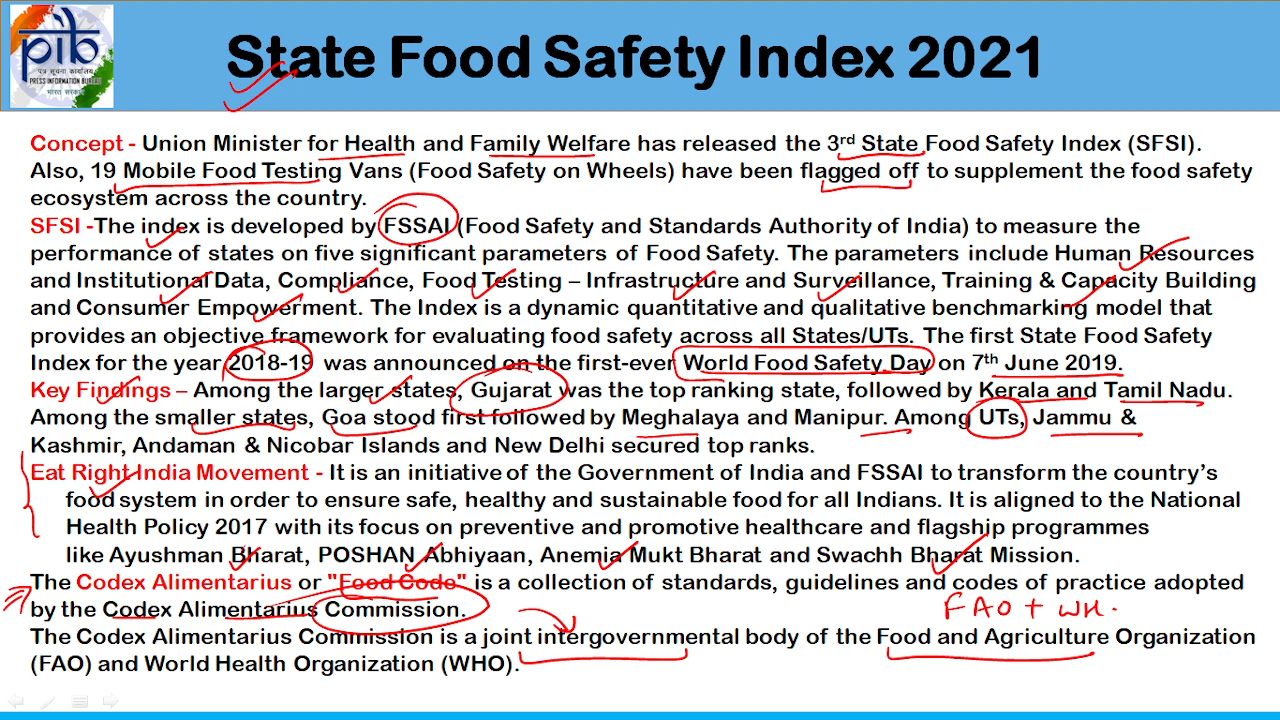 पत्र सूचना कार्यालय
PRESS INFORMATION BUREAU
भारत सरकार
State Food Safety Index 2021
Concept - Union Minister for Health and Family Welfare has released the 3rd State Food Safety Index (SFSI).
Also, 19 Mobile Food Testing Vans (Food Safety on Wheels) have been flagged off to supplement the food safety
ecosystem across the country.
SFSI -The index is developed by FSSAI (Food Safety and Standards Authority of India) to measure the
performance of states on five significant parameters of Food Safety. The parameters include Human Resources
and Institutional Data, Compliance, Food Testing – Infrastructure and Surveillance, Training & Capacity Building
and Consumer Empowerment. The Index is a dynamic quantitative and qualitative benchmarking model that
provides an objective framework for evaluating food safety across all States/UTs. The first State Food Safety
Index for the year 2018-19 was announced on the first-ever World Food Safety Day on 7th June 2019.
Key Findings – Among the larger states, Gujarat was the top ranking state, followed by Kerala and Tamil Nadu.
Among the smaller states, Goa stood first followed by Meghalaya and Manipur. Among UTs, Jammu &
Kashmir, Andaman & Nicobar Islands and New Delhi secured top ranks.
Eat Right India Movement - It is an initiative of the Government of India and FSSAI to transform the country’s
food system in order to ensure safe, healthy and sustainable food for all Indians. It is aligned to the National
Health Policy 2017 with its focus on preventive and promotive healthcare and flagship programmes
like Ayushman Bharat, POSHAN Abhiyaan, Anemia Mukt Bharat and Swachh Bharat Mission.
The Codex Alimentarius or "Food Code" is a collection of standards, guidelines and codes of practice adopted
by the Codex Alimentarius Commission.
FAO + WH.
The Codex Alimentarius Commission is a joint intergovernmental body of the Food and Agriculture Organization
(FAO) and World Health Organization (WHO).